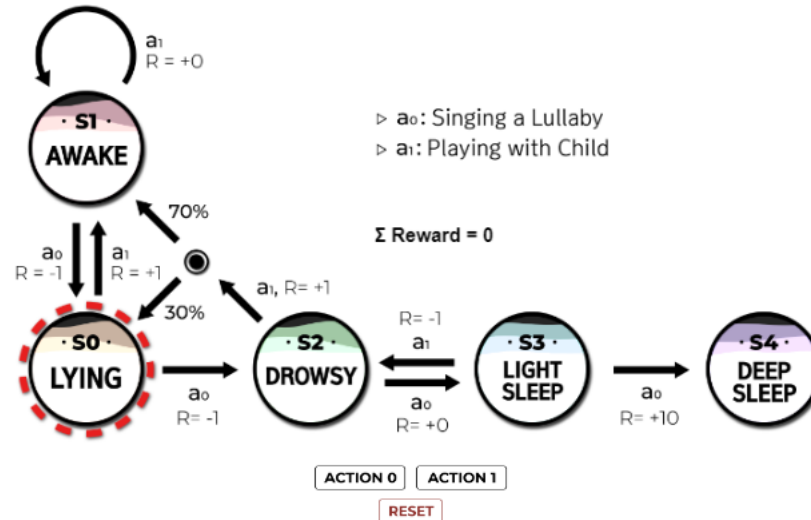 a₁
R = +0
· S1 ·
AWAKE
▷ a₀: Singing a Lullaby
▷ a₁: Playing with Child
70%
Σ Reward = 0
a₀
R = -1
a₁
R = +1
30%
a₁, R= +1
R= -1
a₁
· S0 ·
LYING
· S2 ·
DROWSY
· S3 ·
LIGHT
SLEEP
· S4 ·
DEEP
SLEEP
a₀
R= -1
a₀
R= +0
a₀
R= +10
ACTION 0
ACTION 1
RESET